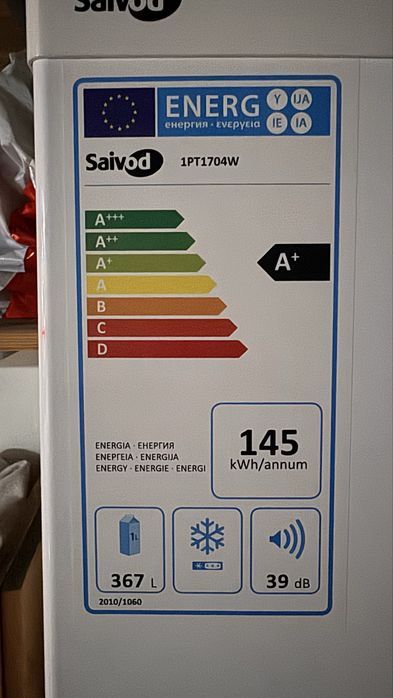 Saivod
ENERG Y IJA
енергия · ενεργεια IE IA
Saivod 1PT1704W
A+++
A++
A+
A+
A
B
C
D
ENERGIA · ЕНЕРГИЯ
ΕΝΕΡΓΕΙΑ · ENERGIJA
ENERGY · ENERGIE · ENERGI
145
kWh/annum
1L
367 L
39 dB
2010/1060